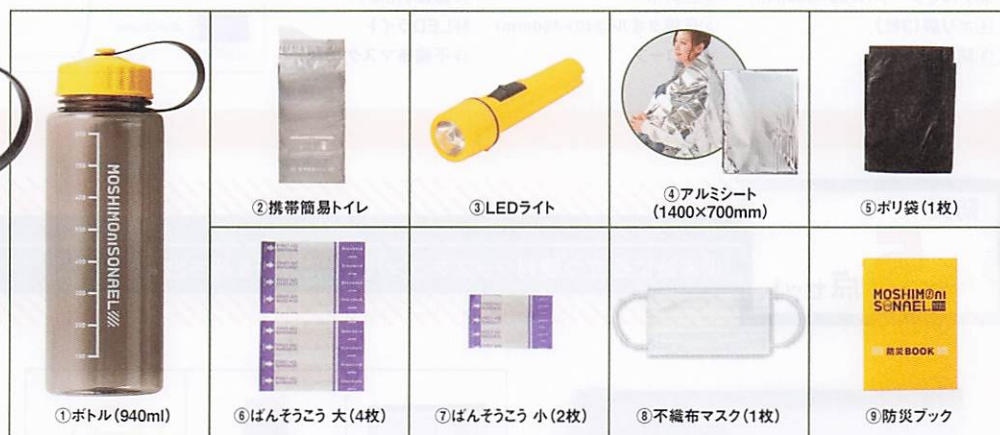 MOSHIMOniSONAEL
②携帯簡易トイレ
③LEDライト
④アルミシート
(1400×700mm)
⑤ポリ袋(1枚)
①ボトル(940ml)
⑥ばんそうこう 大(4枚)
⑦ばんそうこう 小(2枚)
⑧不織布マスク(1枚)
MOSHIMOni
SONAEL
防災BOOK
⑨防災ブック